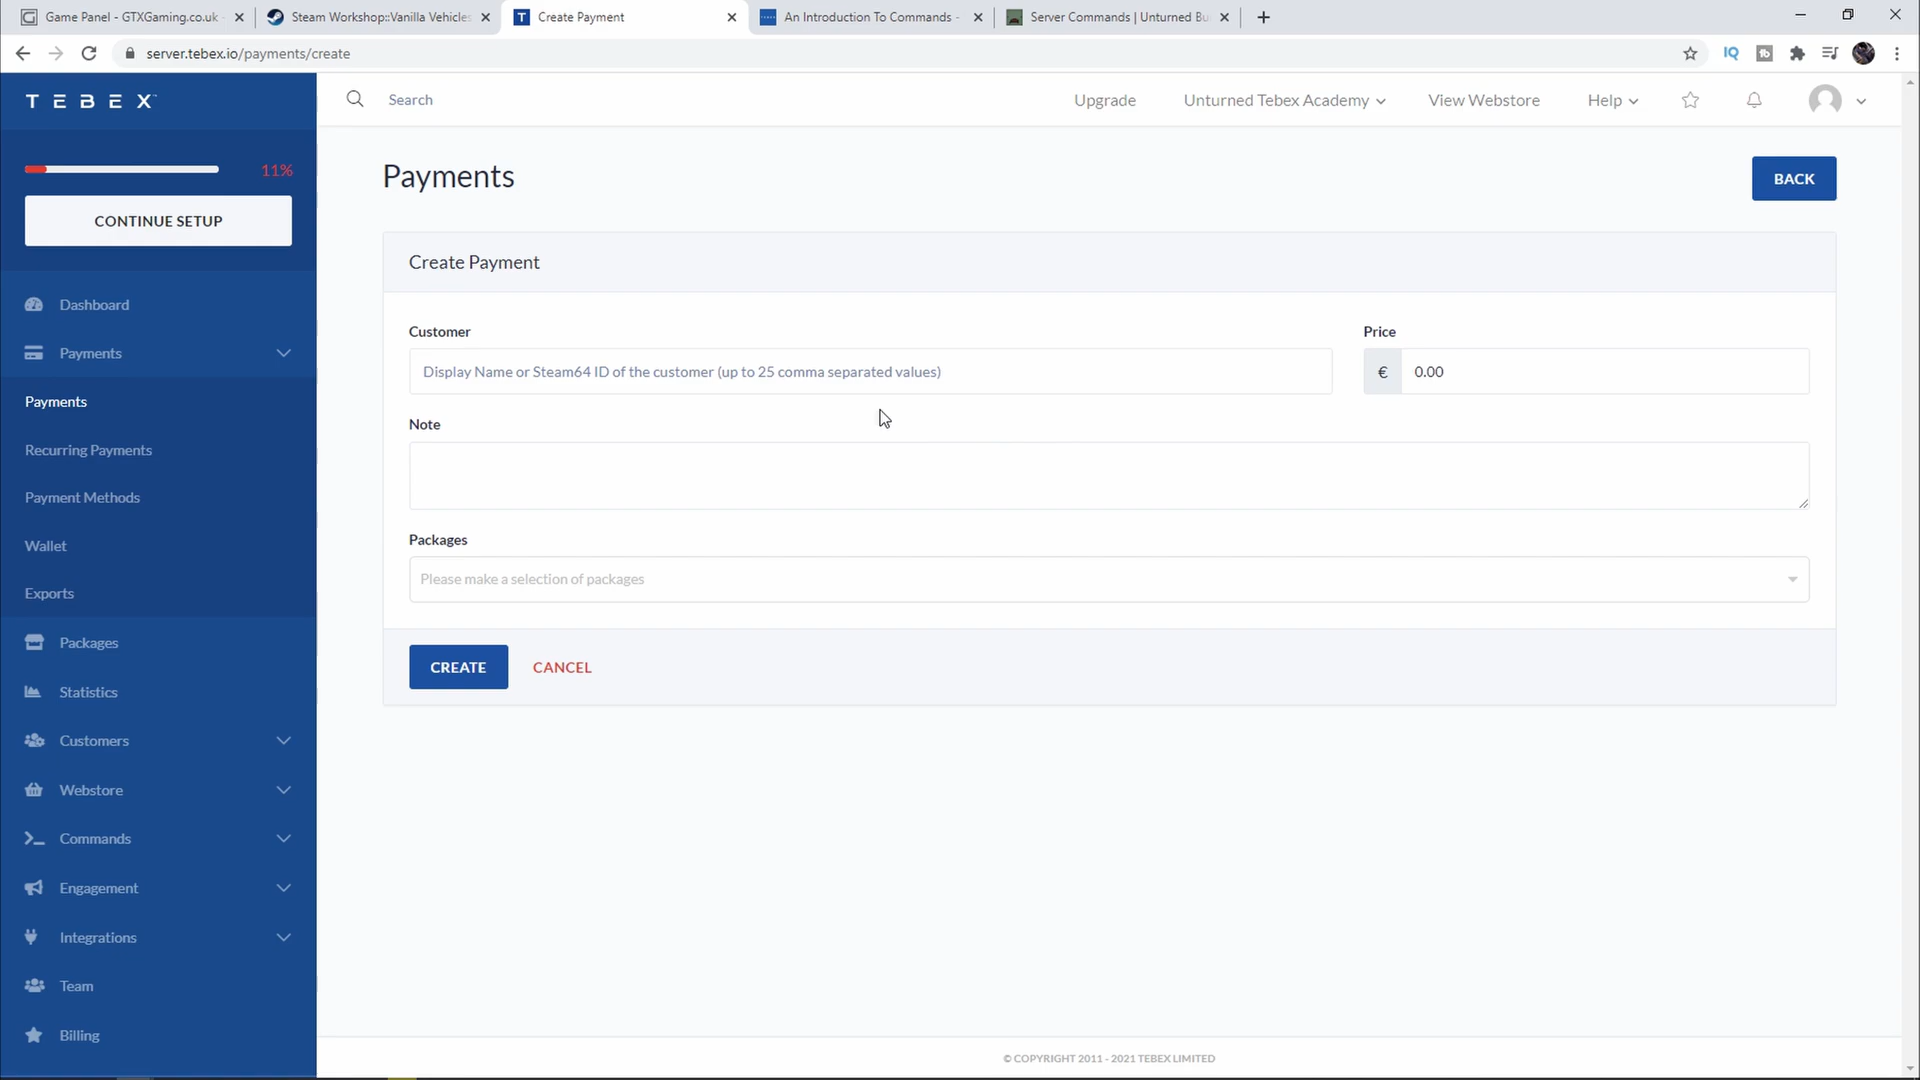 Game Panel - GTXGaming.co.uk
Steam Workshop::Vanilla Vehicles
Create Payment
An Introduction To Commands -
Server Commands | Unturned Bu
server.tebex.io/payments/create
IQ
TEBEX™
Search
Upgrade
Unturned Tebex Academy
View Webstore
Help
11%
CONTINUE SETUP
Dashboard
Payments
Payments
Recurring Payments
Payment Methods
Wallet
Exports
Packages
Statistics
Customers
Webstore
Commands
Engagement
Integrations
Team
Billing
Payments
BACK
Create Payment
Customer
Price
Display Name or Steam64 ID of the customer (up to 25 comma separated values)
€ 0.00
Note
Packages
Please make a selection of packages
CREATE
CANCEL
© COPYRIGHT 2011 - 2021 TEBEX LIMITED